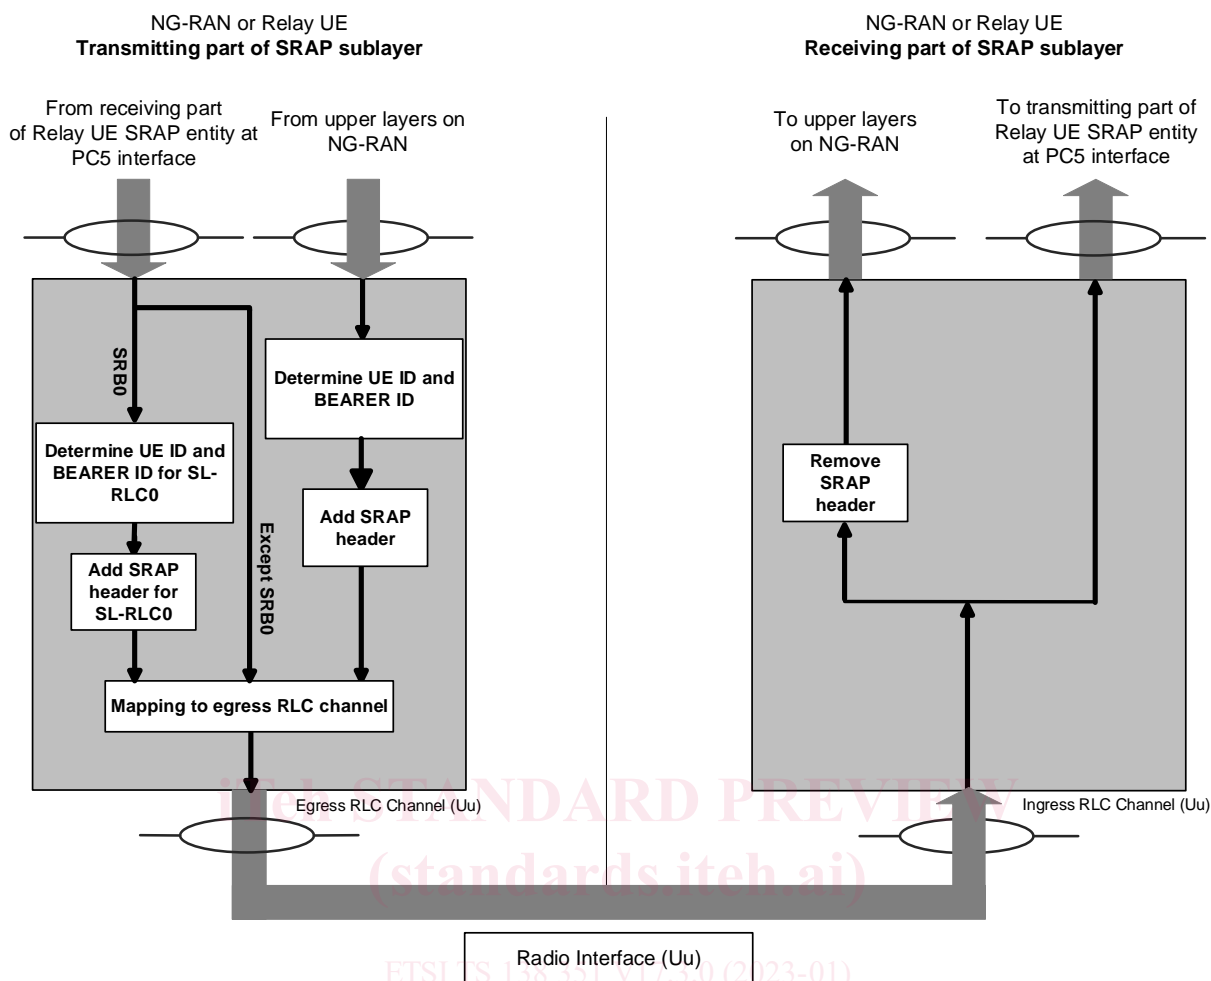 NG-RAN or Relay UE
Transmitting part of SRAP sublayer
From receiving part
of Relay UE SRAP entity at
PC5 interface
From upper layers on
NG-RAN
SRB0
Determine UE ID and
BEARER ID for SL-
RLC0
Add SRAP
header for
SL-RLC0
Except SRB0
Determine UE ID and
BEARER ID
Add SRAP
header
Mapping to egress RLC channel
Egress RLC Channel (Uu)
NG-RAN or Relay UE
Receiving part of SRAP sublayer
To upper layers
on NG-RAN
To transmitting part of
Relay UE SRAP entity
at PC5 interface
Remove
SRAP
header
Ingress RLC Channel (Uu)
iTeh STANDARD PREVIEW
(standards.iteh.ai)
Radio Interface (Uu)
ETSI TS 138 351 V17.3.0 (2023-01)